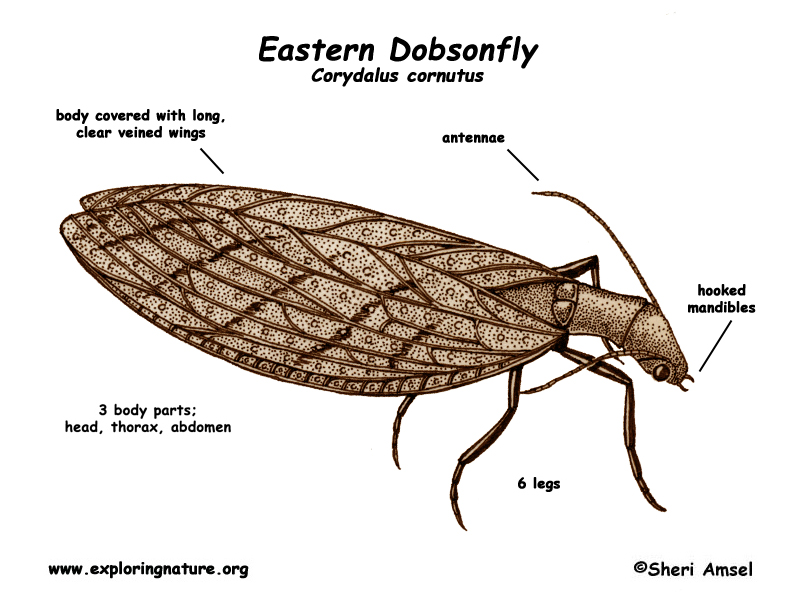 Eastern Dobsonfly
Corydalus cornutus
body covered with long,
clear veined wings
antennae
hooked
mandibles
3 body parts;
head, thorax, abdomen
6 legs
www.exploringnature.org
©Sheri Amsel